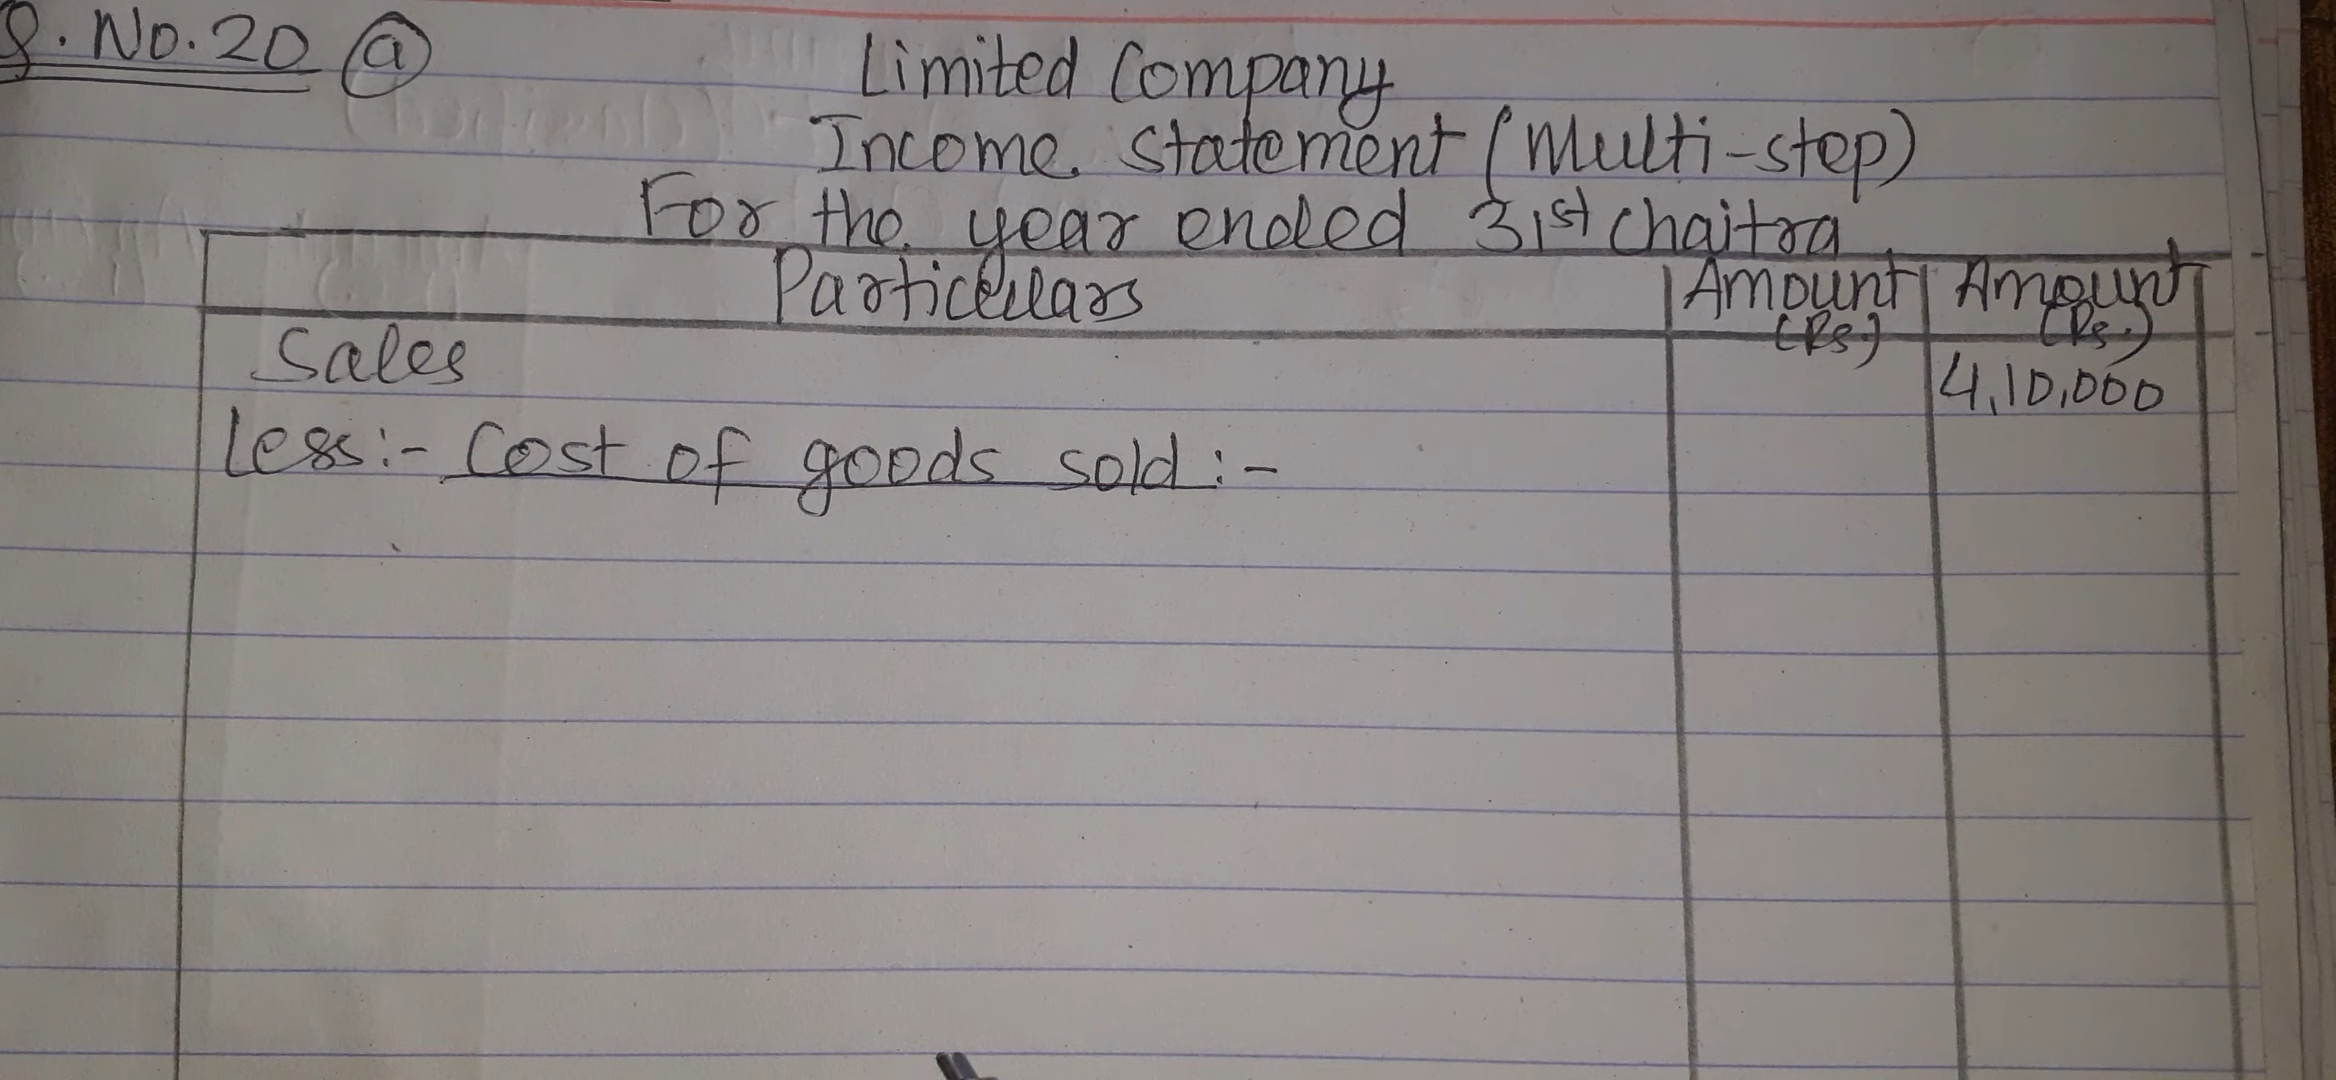 Q. No. 20 (a)
Limited Company
Income Statement (Multi-step)
For the year ended 31st chaitra
Particulars Amount (Rs.) Amount (Rs.)
Sales 4,10,000
Less:- Cost of goods sold:-